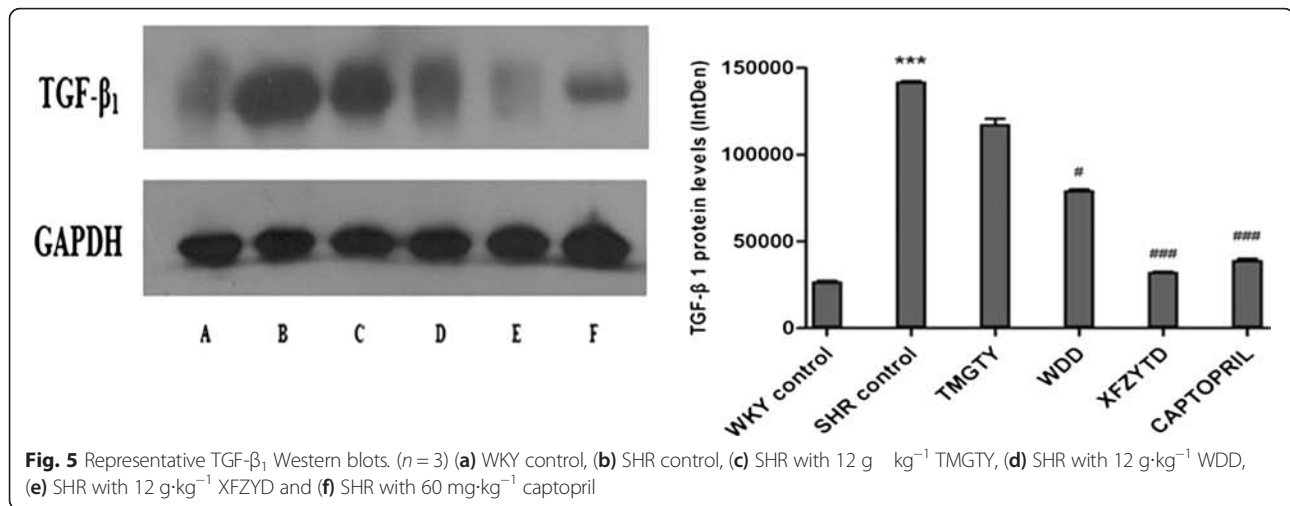 TGF-β₁
GAPDH
A B C D E F
TGF-β 1 protein levels (IntDen)
150000
100000
50000
0
***
#
###
###
WKY control
SHR control
TMGTY
WDD
XFZYTD
CAPTOPRIL
Fig. 5 Representative TGF-β₁ Western blots. (n = 3) (a) WKY control, (b) SHR control, (c) SHR with 12 g kg⁻¹ TMGTY, (d) SHR with 12 g·kg⁻¹ WDD,
(e) SHR with 12 g·kg⁻¹ XFZYD and (f) SHR with 60 mg·kg⁻¹ captopril